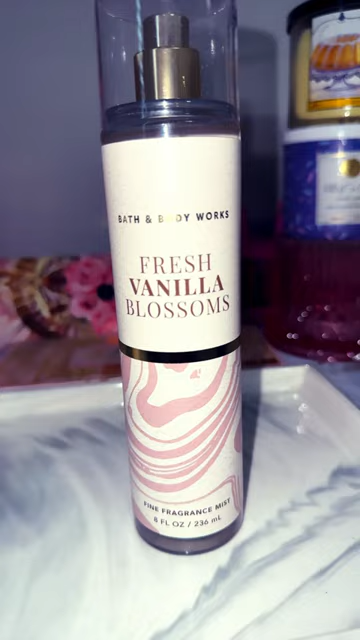 BATH & BODY WORKS
FRESH
VANILLA
BLOSSOMS
FINE FRAGRANCE MIST
8 FL OZ / 236 mL